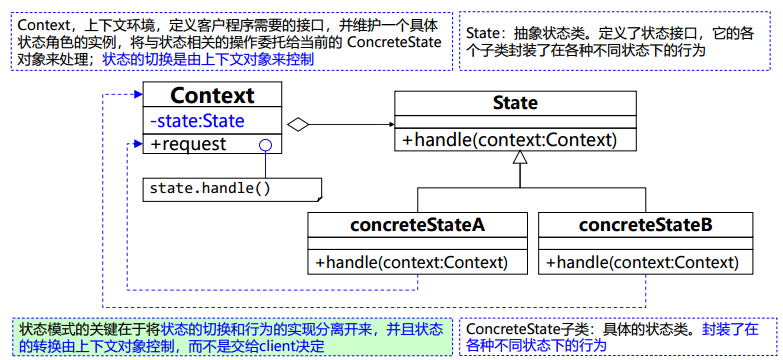 Context，上下文环境，定义客户程序需要的接口，并维护一个具体
状态角色的实例，将与状态相关的操作委托给当前的 ConcreteState
对象来处理；状态的切换是由上下文对象来控制
State：抽象状态类。定义了状态接口，它的各
个子类封装了在各种不同状态下的行为
Context
-state:State
+request
state.handle()
State
+handle(context:Context)
concreteStateA
+handle(context:Context)
concreteStateB
+handle(context:Context)
状态模式的关键在于将状态的切换和行为的实现分离开来，并且状态
的转换由上下文对象控制，而不是交给client决定
ConcreteState子类：具体的状态类。封装了在
各种不同状态下的行为